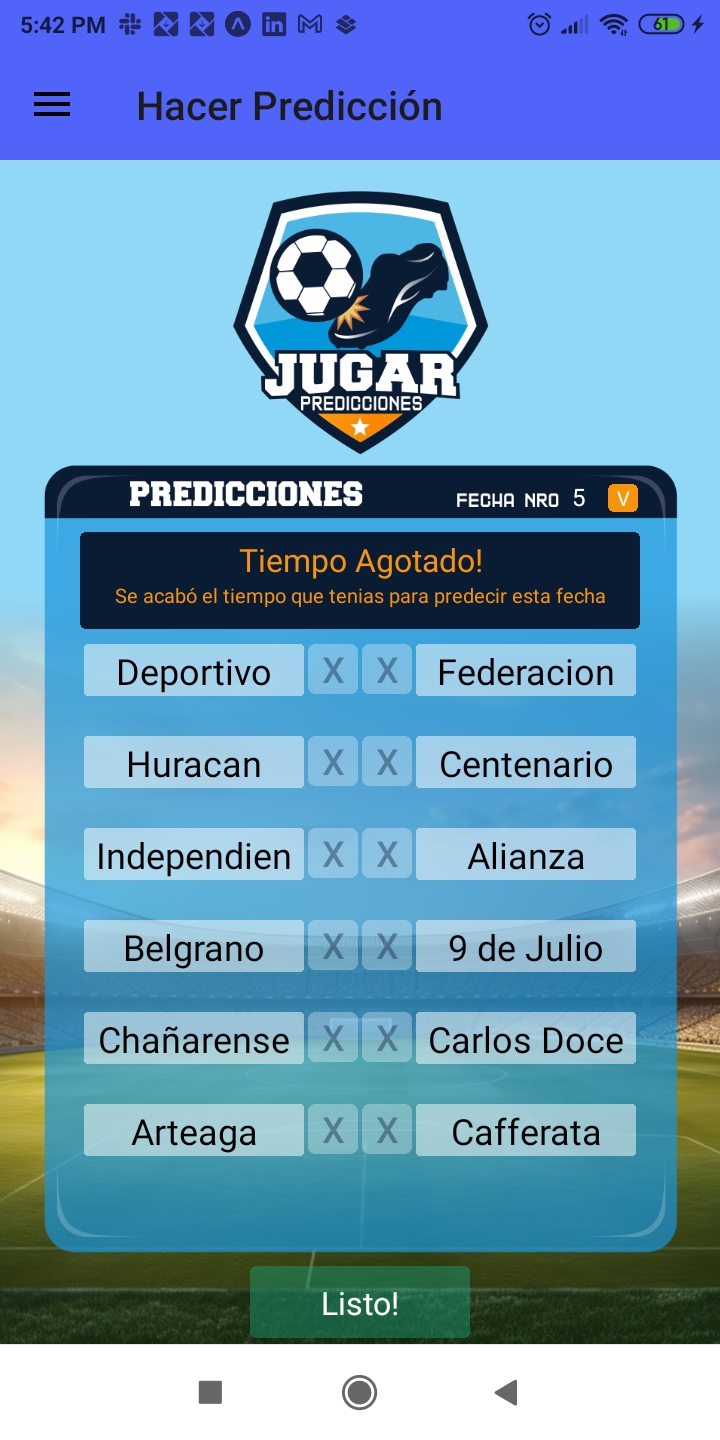 5:42 PM 61
Hacer Predicción
JUGAR
PREDICCIONES
PREDICCIONES FECHA NRO 5 V
Tiempo Agotado!
Se acabó el tiempo que tenias para predecir esta fecha
Deportivo X X Federacion
Huracan X X Centenario
Independien X X Alianza
Belgrano X X 9 de Julio
Chañarense X X Carlos Doce
Arteaga X X Cafferata
Listo!